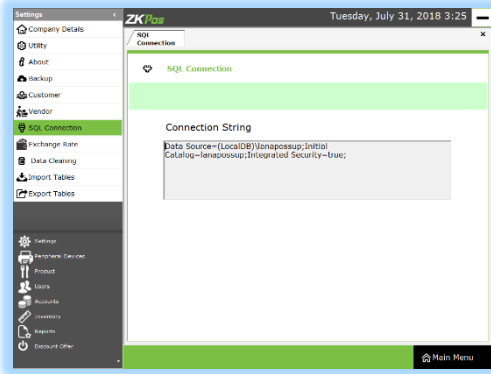 Settings
Company Details
Utility
About
Backup
Customer
Vendor
SQL Connection
Exchange Rate
Data Cleaning
Import Tables
Export Tables
Settings
Peripheral Devices
Product
Users
Accounts
Inventory
Reports
Discount Offer
ZKPos
Tuesday, July 31, 2018 3:25
SQL
Connection
x
SQL Connection
Connection String
Data Source=(LocalDB)\lanapossup;Initial
Catalog=lanapossup;Integrated Security=true;
Main Menu